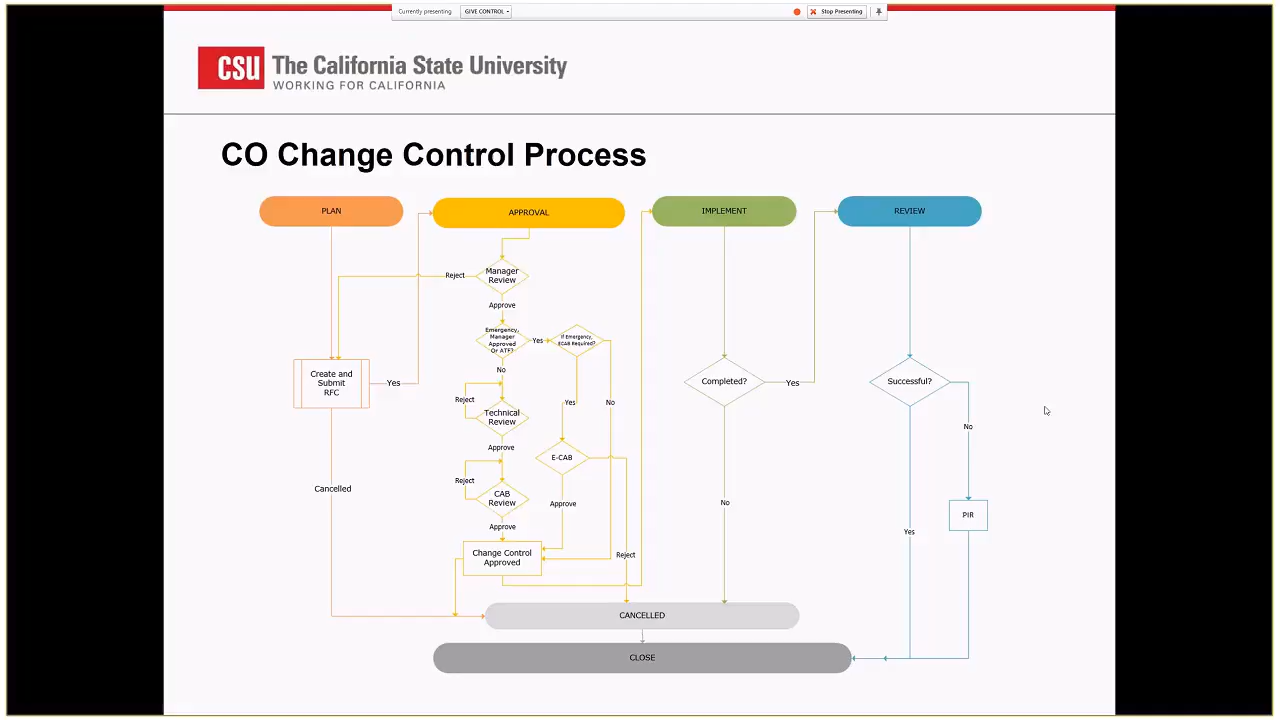 Currently presenting
GIVE CONTROL
Stop Presenting
CSU The California State University
WORKING FOR CALIFORNIA
CO Change Control Process
PLAN
APPROVAL
IMPLEMENT
REVIEW
Reject
Manager
Review
Approve
Emergency,
Manager
Approved
Or ATF?
Yes
If Emergency,
ECAB Required?
No
Create and
Submit
RFC
Yes
Reject
Technical
Review
Yes
No
Completed?
Yes
Successful?
No
Approve
E-CAB
Reject
CAB
Review
Approve
Cancelled
No
PIR
Approve
Yes
Change Control
Approved
Reject
CANCELLED
CLOSE